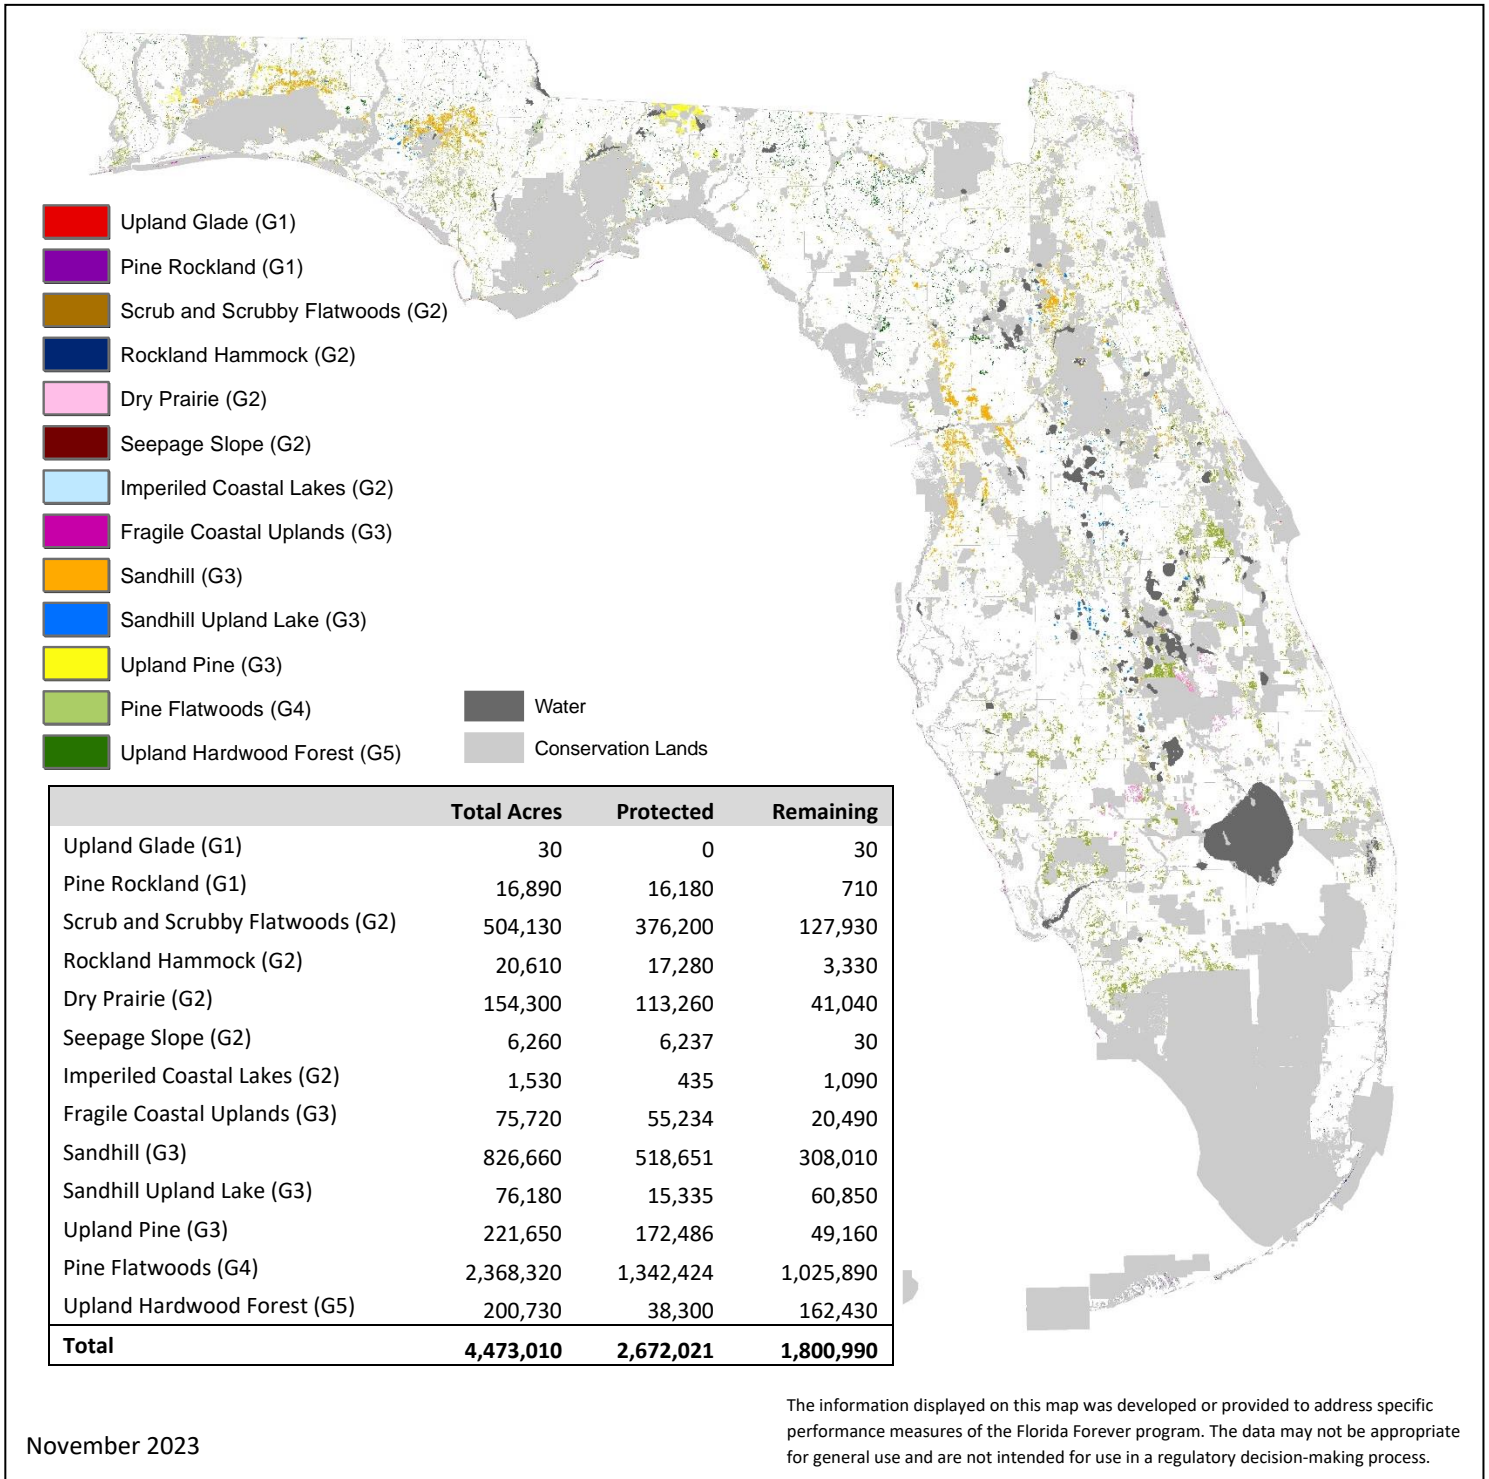 Upland Glade (G1)
Pine Rockland (G1)
Scrub and Scrubby Flatwoods (G2)
Rockland Hammock (G2)
Dry Prairie (G2)
Seepage Slope (G2)
Imperiled Coastal Lakes (G2)
Fragile Coastal Uplands (G3)
Sandhill (G3)
Sandhill Upland Lake (G3)
Upland Pine (G3)
Pine Flatwoods (G4)
Upland Hardwood Forest (G5)
Water
Conservation Lands
Total Acres Protected Remaining
Upland Glade (G1) 30 0 30
Pine Rockland (G1) 16,890 16,180 710
Scrub and Scrubby Flatwoods (G2) 504,130 376,200 127,930
Rockland Hammock (G2) 20,610 17,280 3,330
Dry Prairie (G2) 154,300 113,260 41,040
Seepage Slope (G2) 6,260 6,237 30
Imperiled Coastal Lakes (G2) 1,530 435 1,090
Fragile Coastal Uplands (G3) 75,720 55,234 20,490
Sandhill (G3) 826,660 518,651 308,010
Sandhill Upland Lake (G3) 76,180 15,335 60,850
Upland Pine (G3) 221,650 172,486 49,160
Pine Flatwoods (G4) 2,368,320 1,342,424 1,025,890
Upland Hardwood Forest (G5) 200,730 38,300 162,430
Total 4,473,010 2,672,021 1,800,990
The information displayed on this map was developed or provided to address specific
performance measures of the Florida Forever program. The data may not be appropriate
for general use and are not intended for use in a regulatory decision-making process.
November 2023